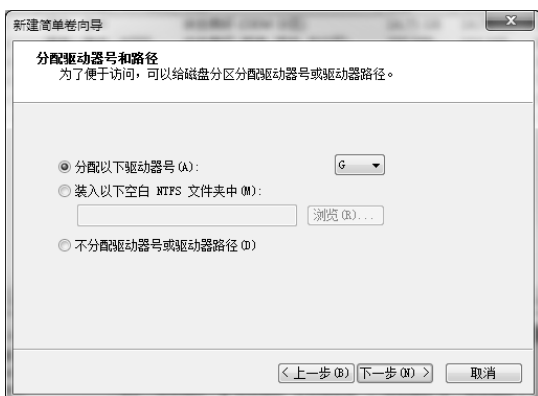 新建简单卷向导
分配驱动器号和路径
为了便于访问，可以给磁盘分区分配驱动器号或驱动器路径。
分配以下驱动器号(A): G
装入以下空白 NTFS 文件夹中(M):
浏览(R)...
不分配驱动器号或驱动器路径(D)
<上一步(B) 下一步(N)> 取消